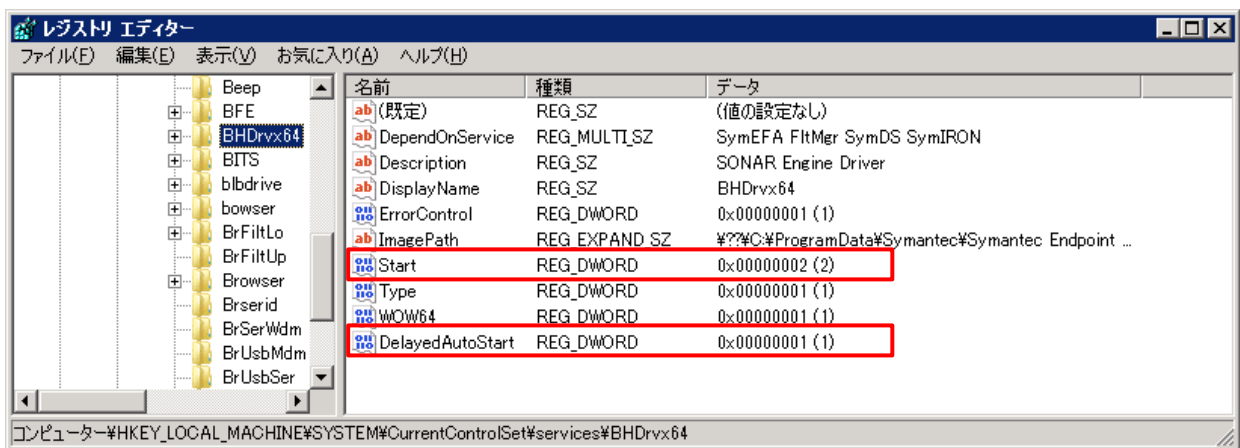 レジストリ エディター
ファイル(F) 編集(E) 表示(V) お気に入り(A) ヘルプ(H)
Beep
BFE
BHDrvx64
BITS
blbdrive
bowser
BrFiltLo
BrFiltUp
Browser
Brserid
BrSerWdm
BrUsbMdm
BrUsbSer
名前 種類 データ
(既定) REG_SZ (値の設定なし)
DependOnService REG_MULTI_SZ SymEFA FltMgr SymDS SymIRON
Description REG_SZ SONAR Engine Driver
DisplayName REG_SZ BHDrvx64
ErrorControl REG_DWORD 0x00000001 (1)
ImagePath REG_EXPAND_SZ ¥??¥C:¥ProgramData¥Symantec¥Symantec Endpoint ...
Start REG_DWORD 0x00000002 (2)
Type REG_DWORD 0x00000001 (1)
WOW64 REG_DWORD 0x00000001 (1)
DelayedAutoStart REG_DWORD 0x00000001 (1)
コンピューター¥HKEY_LOCAL_MACHINE¥SYSTEM¥CurrentControlSet¥services¥BHDrvx64